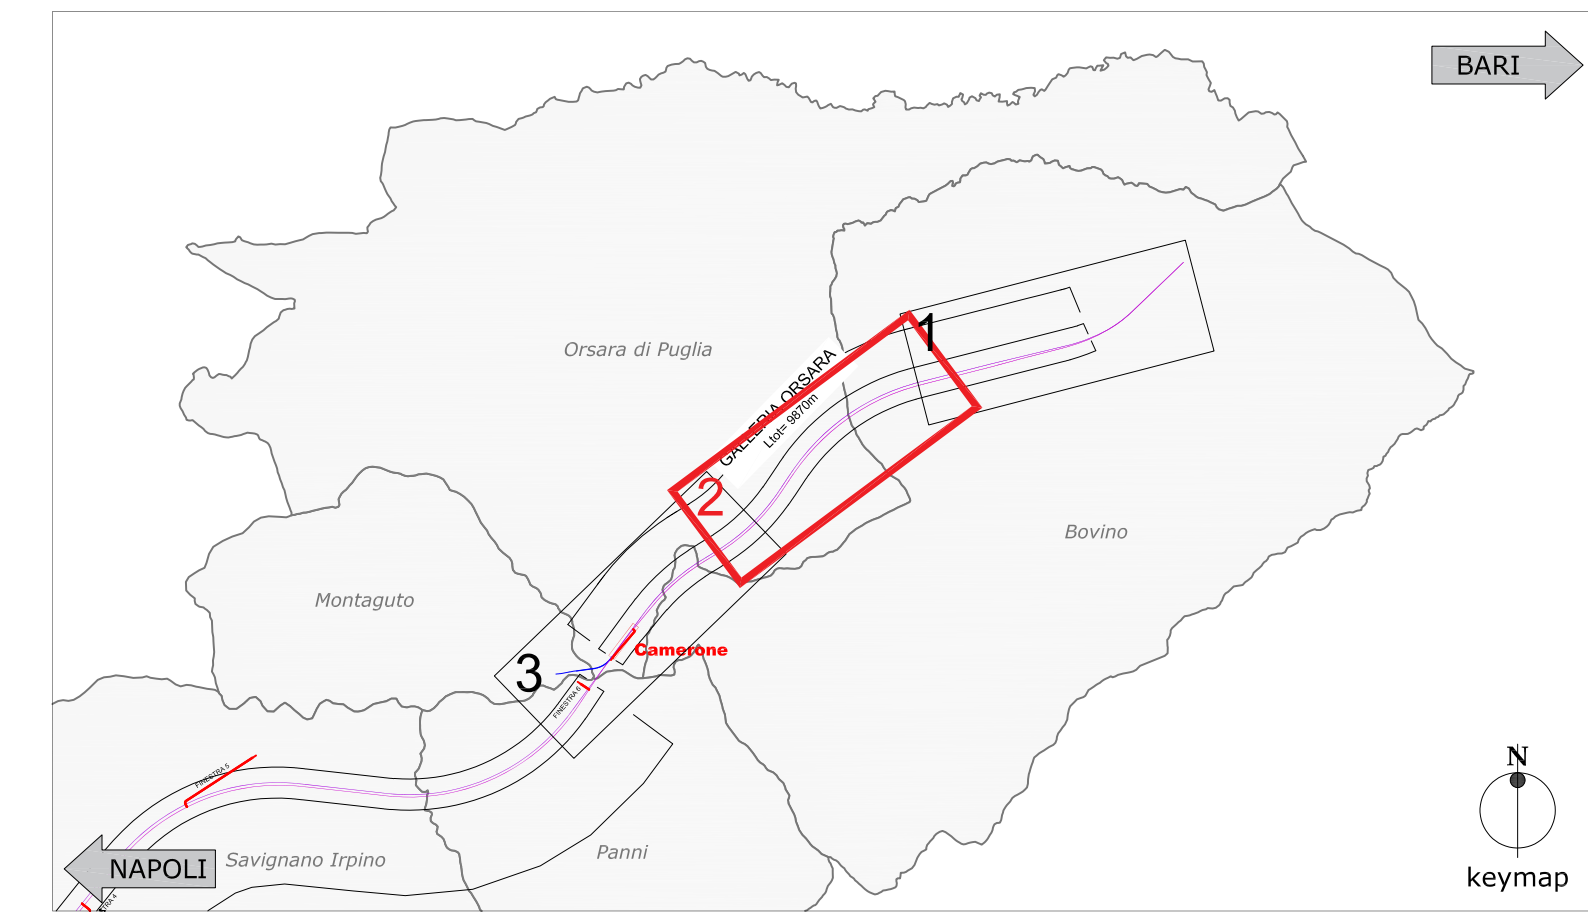 BARI
1
Orsara di Puglia
GALLERIA ORSARA
Ltot= 9870m
2
Bovino
Montaguto
Camerone
3
FINESTRA 6
FINESTRA 5
N
NAPOLI
Savignano Irpino
Panni
keymap